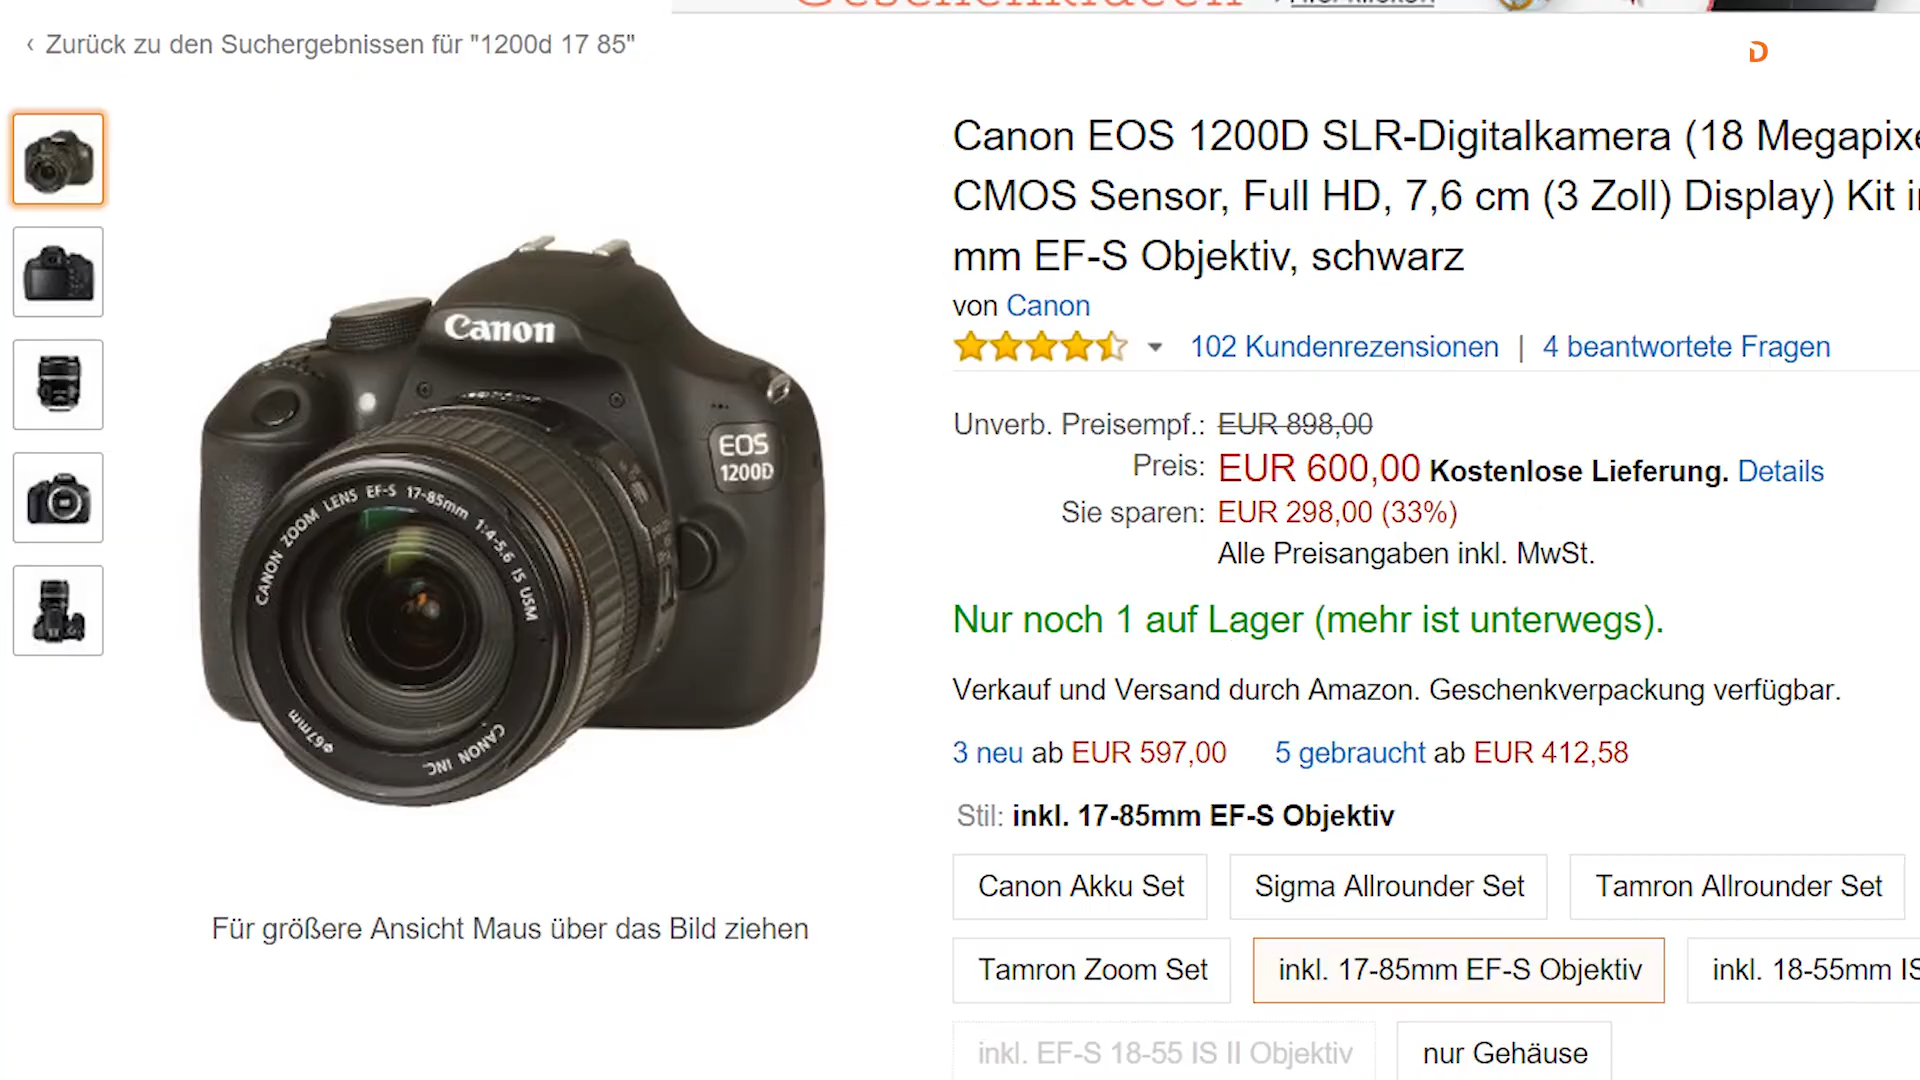 ‹ Zurück zu den Suchergebnissen für "1200d 17 85"
D
Canon EOS 1200D SLR-Digitalkamera (18
CMOS Sensor, Full HD, 7,6 cm (3 Zoll) Display) Kit
mm EF-S Objektiv, schwarz
von Canon
102 Kundenrezensionen | 4 beantwortete Fragen
Unverb. Preisempf.: EUR 898,00
Preis: EUR 600,00 Kostenlose Lieferung. Details
Sie sparen: EUR 298,00 (33%)
Alle Preisangaben inkl. MwSt.
Nur noch 1 auf Lager (mehr ist unterwegs).
Verkauf und Versand durch Amazon. Geschenkverpackung verfügbar.
3 neu ab EUR 597,00 5 gebraucht ab EUR 412,58
Stil: inkl. 17-85mm EF-S Objektiv
Canon Akku Set Sigma Allrounder Set Tamron Allrounder Set
Tamron Zoom Set inkl. 17-85mm EF-S Objektiv inkl. 18-55mm
inkl. EF-S 18-55 IS II Objektiv nur Gehäuse
Canon
EOS
1200D
CANON ZOOM LENS EF-S 17-85mm 1:4-5.6 IS USM
Φ67mm
CANON INC.
Für größere Ansicht Maus über das Bild ziehen